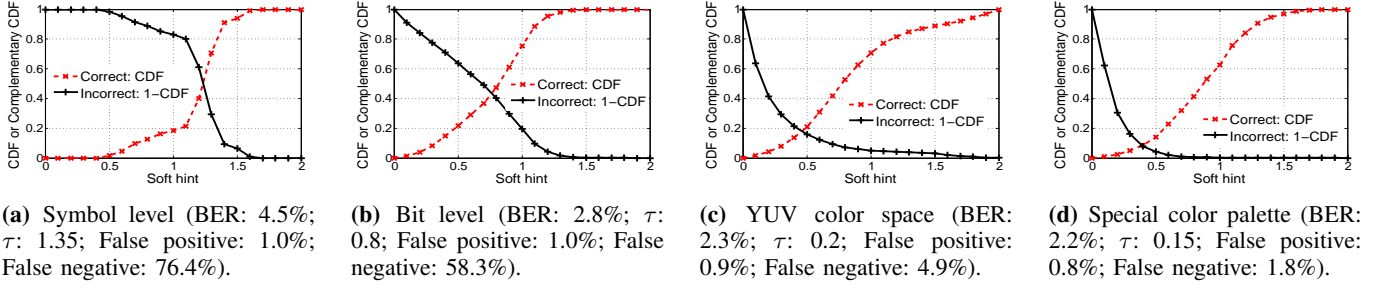 CDF or Complementary CDF
1
0.8
0.6
0.4
0.2
0
0
0.5
1.0
1.5
2
Soft hint
Correct: CDF
Incorrect: 1−CDF
(a) Symbol level (BER: 4.5%;
τ: 1.35; False positive: 1.0%;
False negative: 76.4%).
CDF or Complementary CDF
1
0.8
0.6
0.4
0.2
0
0
0.5
1.0
1.5
2
Soft hint
Correct: CDF
Incorrect: 1−CDF
(b) Bit level (BER: 2.8%; τ:
0.8; False positive: 1.0%; False
negative: 58.3%).
CDF or Complementary CDF
1
0.8
0.6
0.4
0.2
0
0
0.5
1.0
1.5
2
Soft hint
Correct: CDF
Incorrect: 1−CDF
(c) YUV color space (BER:
2.3%; τ: 0.2; False positive:
0.9%; False negative: 4.9%).
CDF or Complementary CDF
1
0.8
0.6
0.4
0.2
0
0
0.5
1.0
1.5
2
Soft hint
Correct: CDF
Incorrect: 1−CDF
(d) Special color palette (BER:
2.2%; τ: 0.15; False positive:
0.8%; False negative: 1.8%).